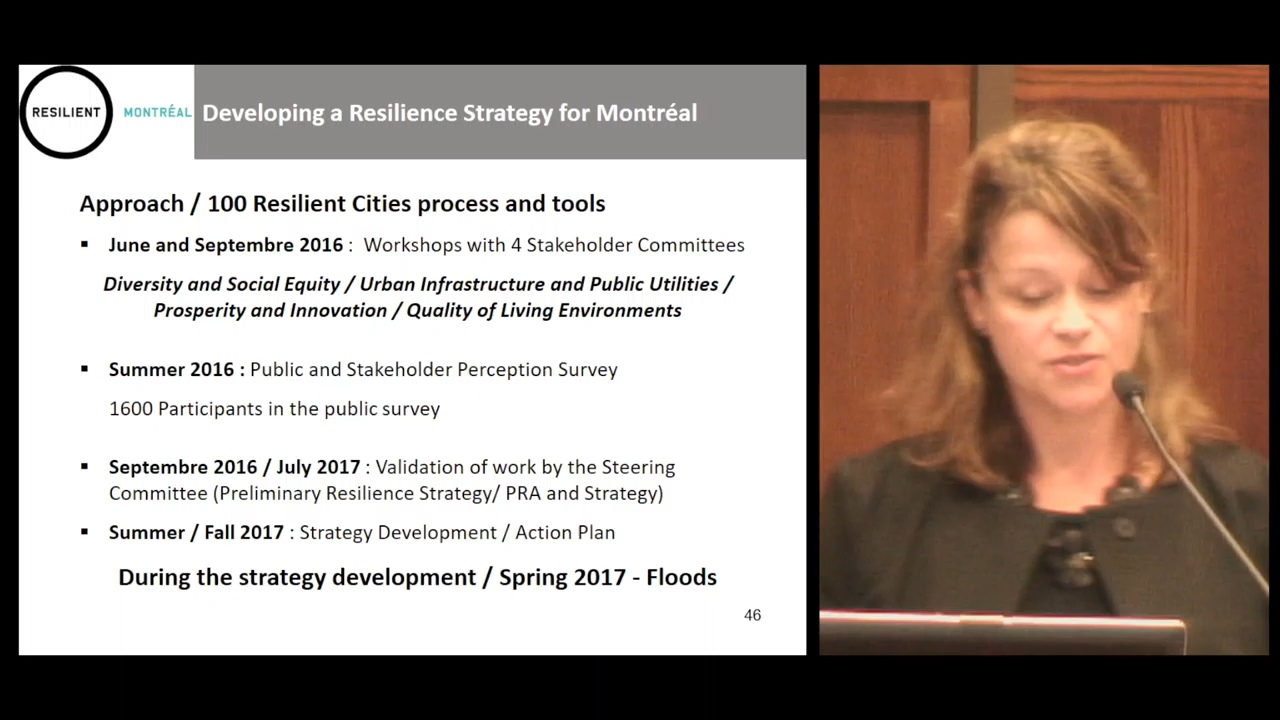 RESILIENT MONTRÉAL
Developing a Resilience Strategy for Montréal
Approach / 100 Resilient Cities process and tools
▪ June and Septembre 2016 : Workshops with 4 Stakeholder Committees
Diversity and Social Equity / Urban Infrastructure and Public Utilities /
Prosperity and Innovation / Quality of Living Environments
▪ Summer 2016 : Public and Stakeholder Perception Survey
1600 Participants in the public survey
▪ Septembre 2016 / July 2017 : Validation of work by the Steering
Committee (Preliminary Resilience Strategy/ PRA and Strategy)
▪ Summer / Fall 2017 : Strategy Development / Action Plan
During the strategy development / Spring 2017 - Floods
46